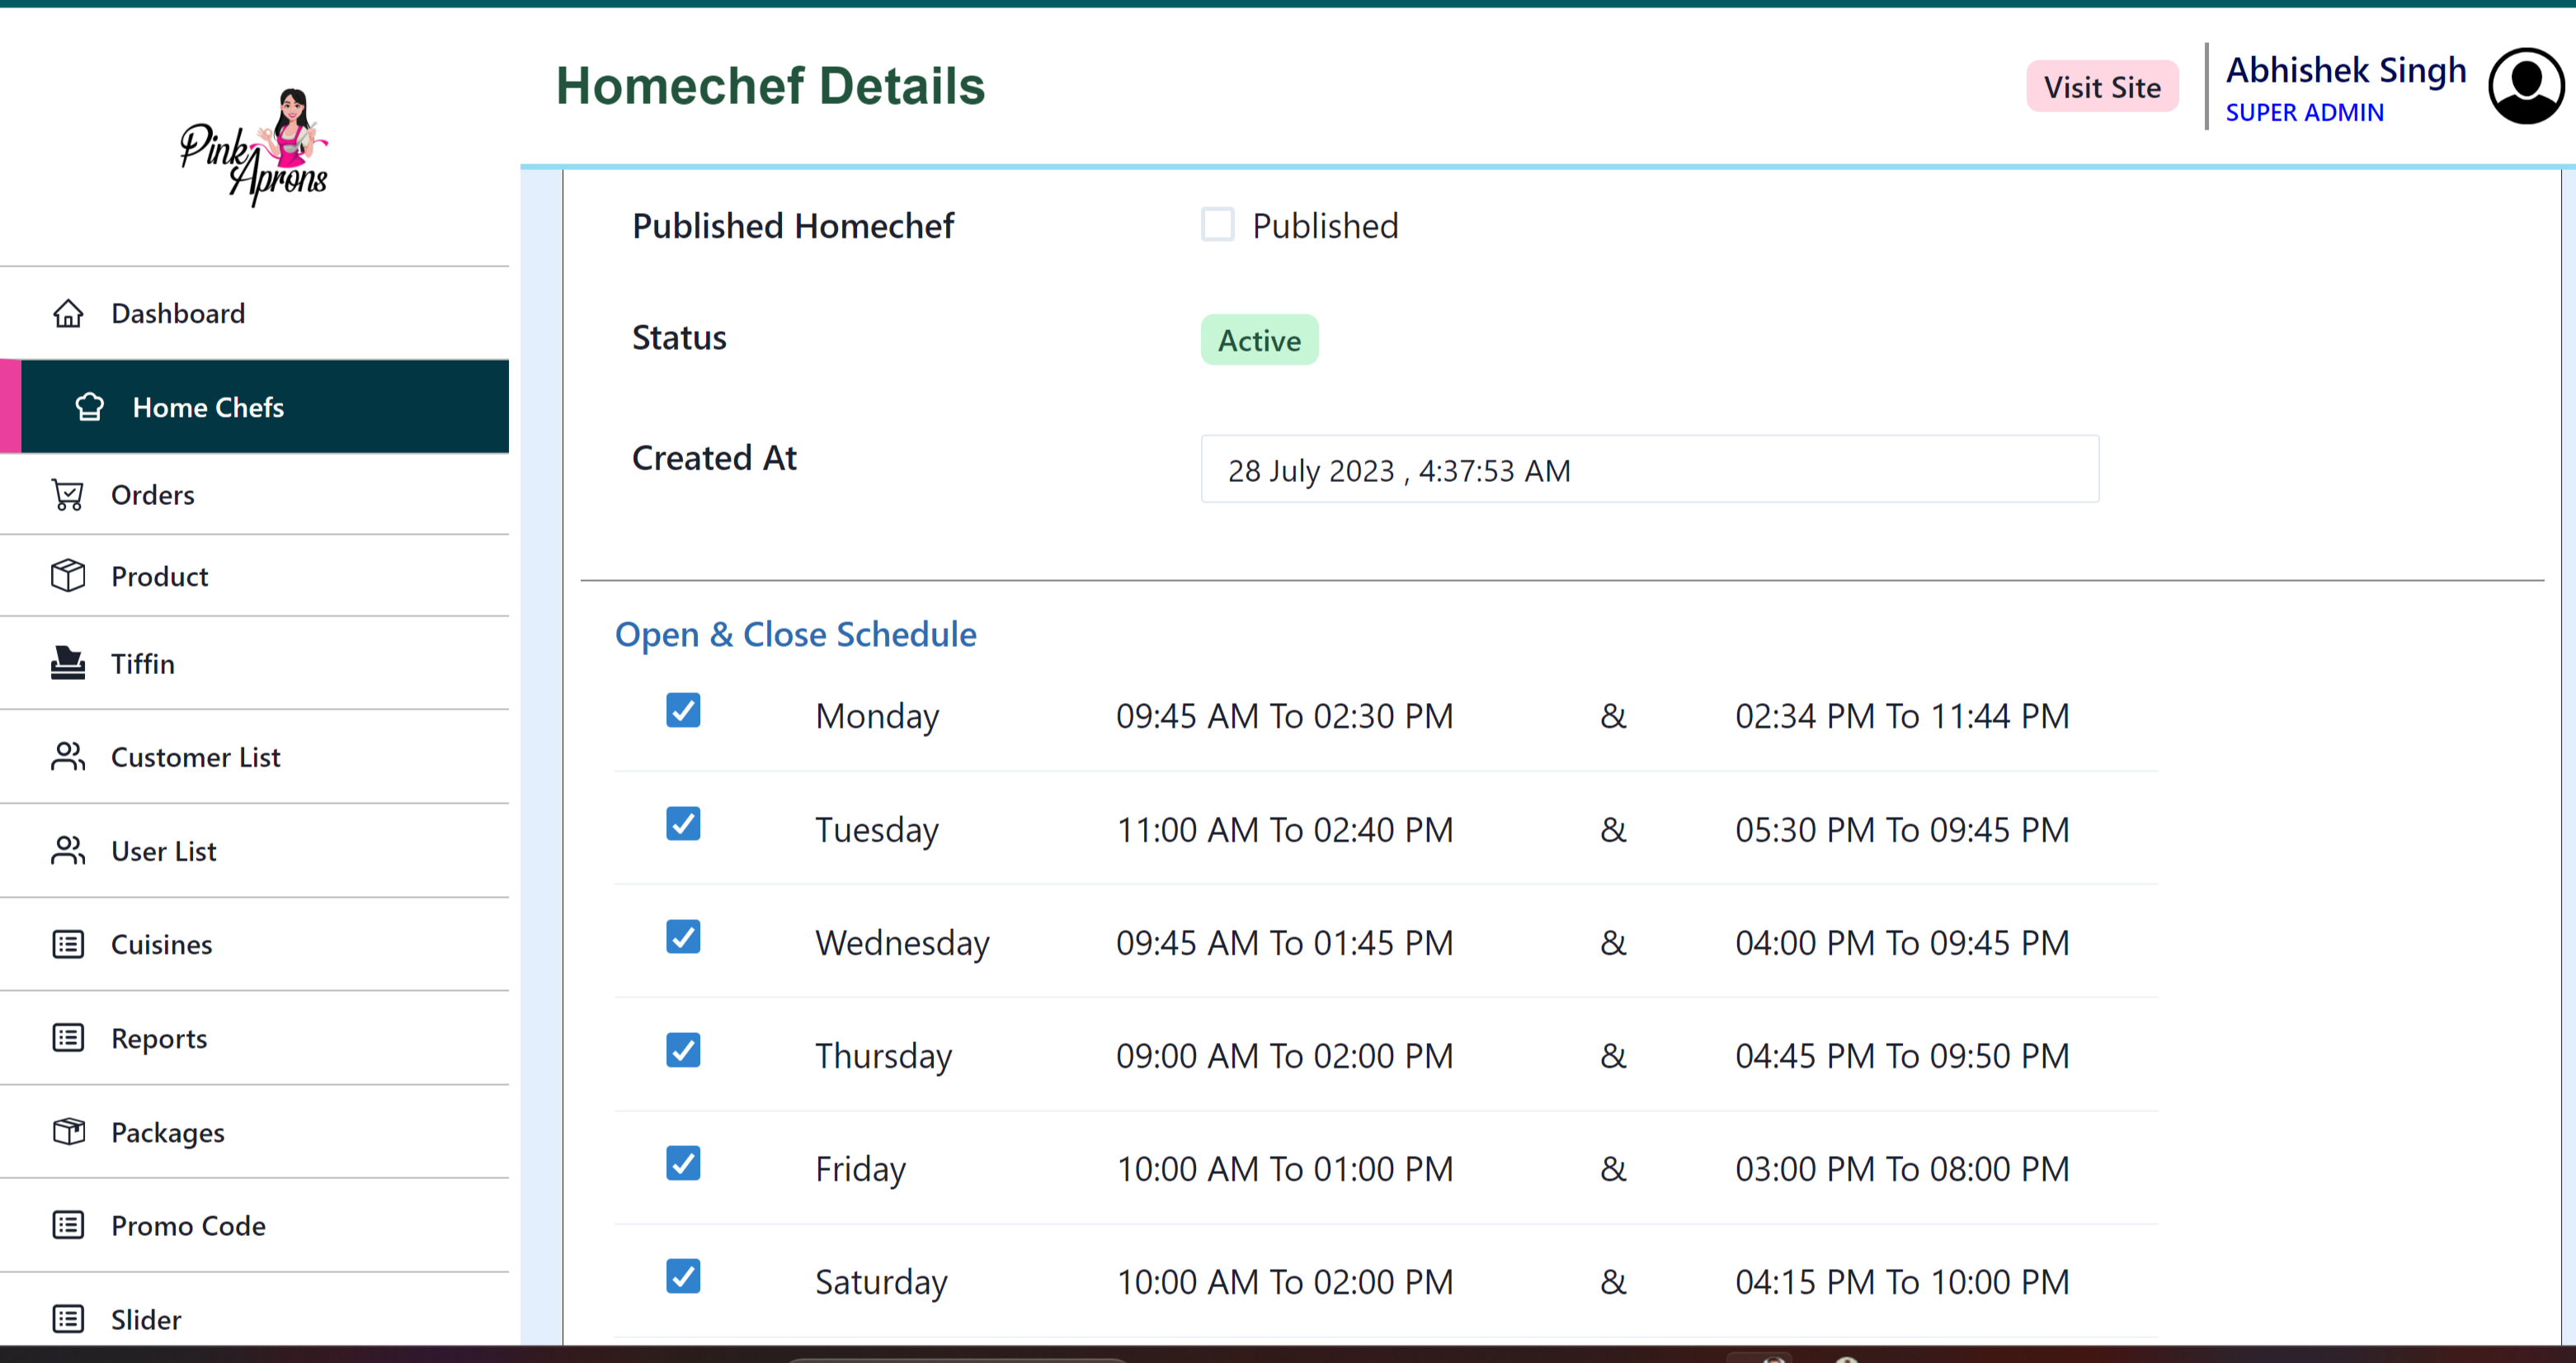 Pink
Aprons
Homechef Details
Visit Site
Abhishek Singh
SUPER ADMIN
Dashboard
Home Chefs
Orders
Product
Tiffin
Customer List
User List
Cuisines
Reports
Packages
Promo Code
Slider
Published Homechef Published
Status Active
Created At 28 July 2023 , 4:37:53 AM
Open & Close Schedule
Monday 09:45 AM To 02:30 PM & 02:34 PM To 11:44 PM
Tuesday 11:00 AM To 02:40 PM & 05:30 PM To 09:45 PM
Wednesday 09:45 AM To 01:45 PM & 04:00 PM To 09:45 PM
Thursday 09:00 AM To 02:00 PM & 04:45 PM To 09:50 PM
Friday 10:00 AM To 01:00 PM & 03:00 PM To 08:00 PM
Saturday 10:00 AM To 02:00 PM & 04:15 PM To 10:00 PM